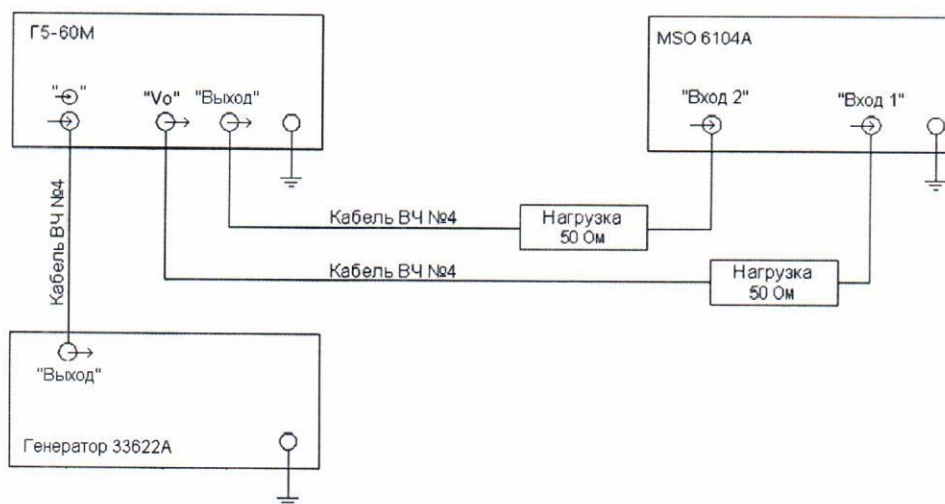 Г5-60М
MSO 6104А
"Vo"
"Выход"
"Вход 2"
"Вход 1"
Кабель ВЧ №4
Нагрузка
50 Ом
Кабель ВЧ №4
Нагрузка
50 Ом
Кабель ВЧ №4
"Выход"
Генератор 33622А